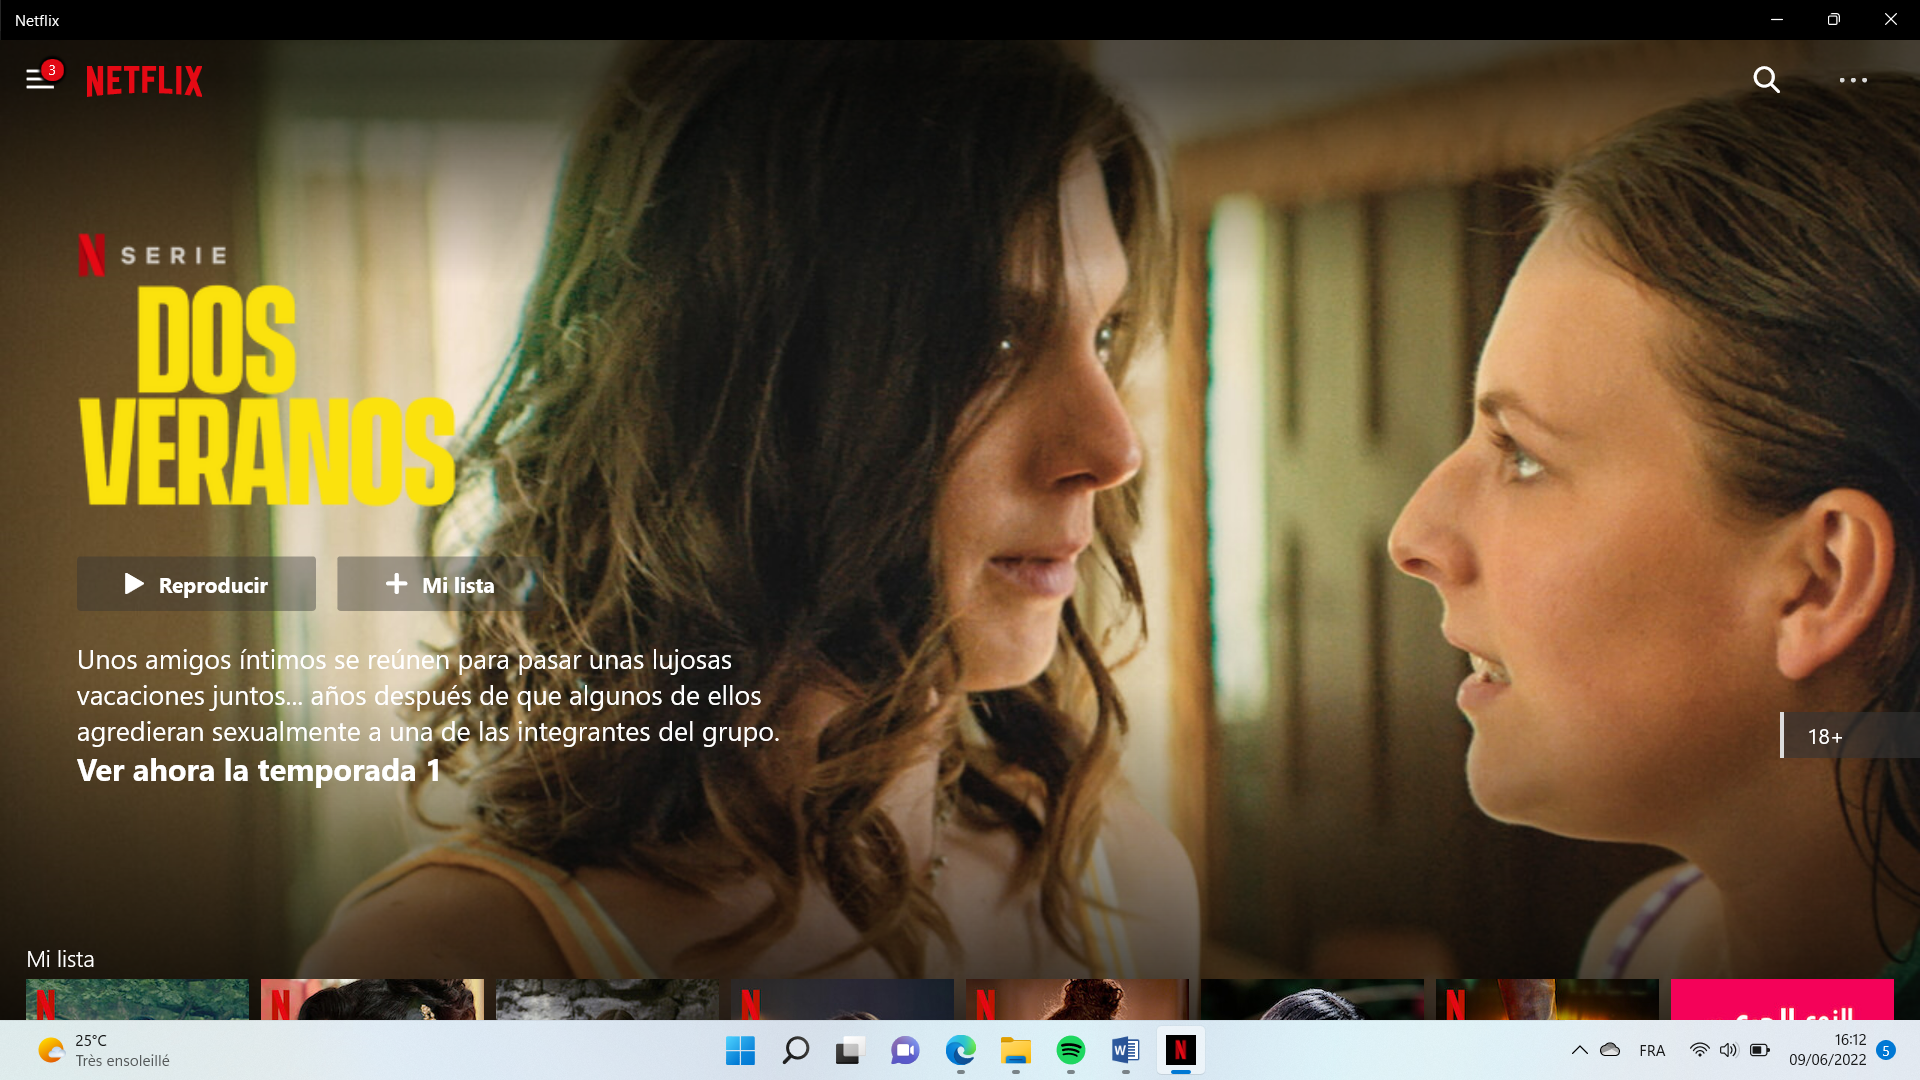 Netflix
3
NETFLIX
SERIE
DOS
VERANOS
Reproducir
Mi lista
Unos amigos íntimos se reúnen para pasar unas lujosas
vacaciones juntos... años después de que algunos de ellos
agredieran sexualmente a una de las integrantes del grupo.
Ver ahora la temporada 1
18+
Mi lista
25°C
Très ensoleillé
FRA
16:12
09/06/2022
5